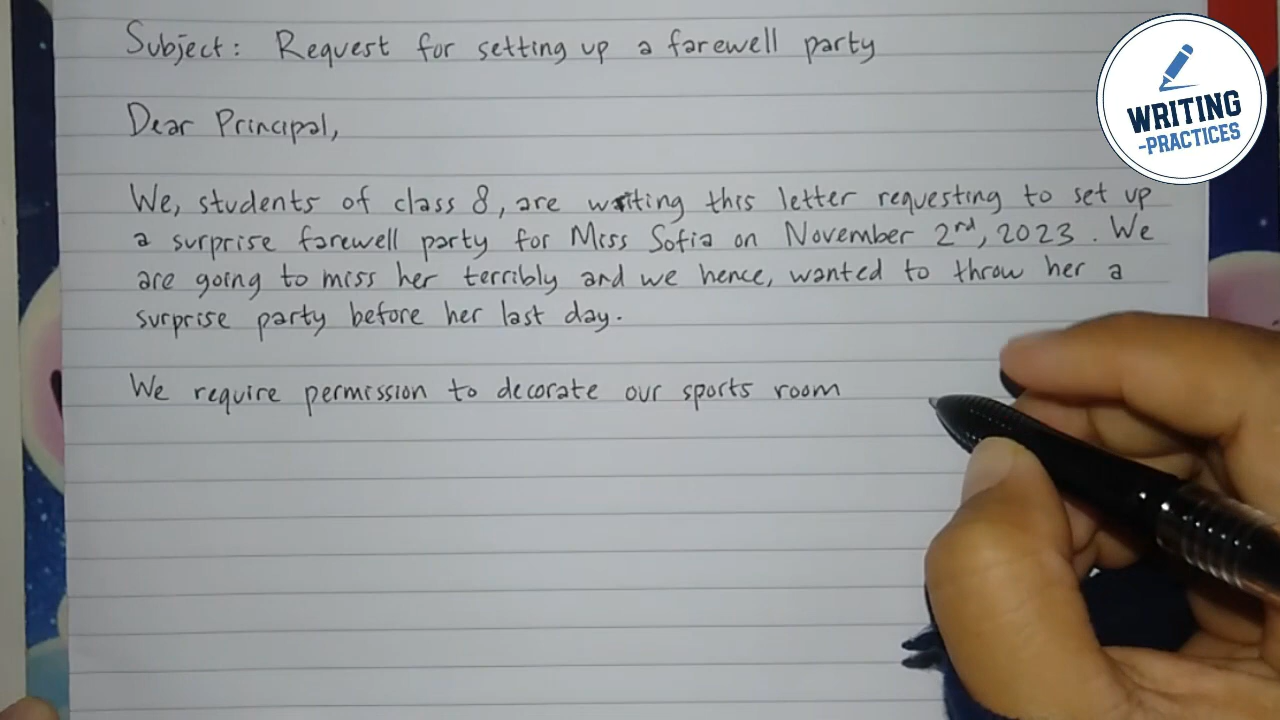 Subject: Request for setting up a farewell party
Dear Principal,
We, students of class 8, are writing this letter requesting to set up
a surprise farewell party for Miss Sofia on November 2nd, 2023. We
are going to miss her terribly and we hence, wanted to throw her a
surprise party before her last day.
We require permission to decorate our sports room
WRITING
-PRACTICES